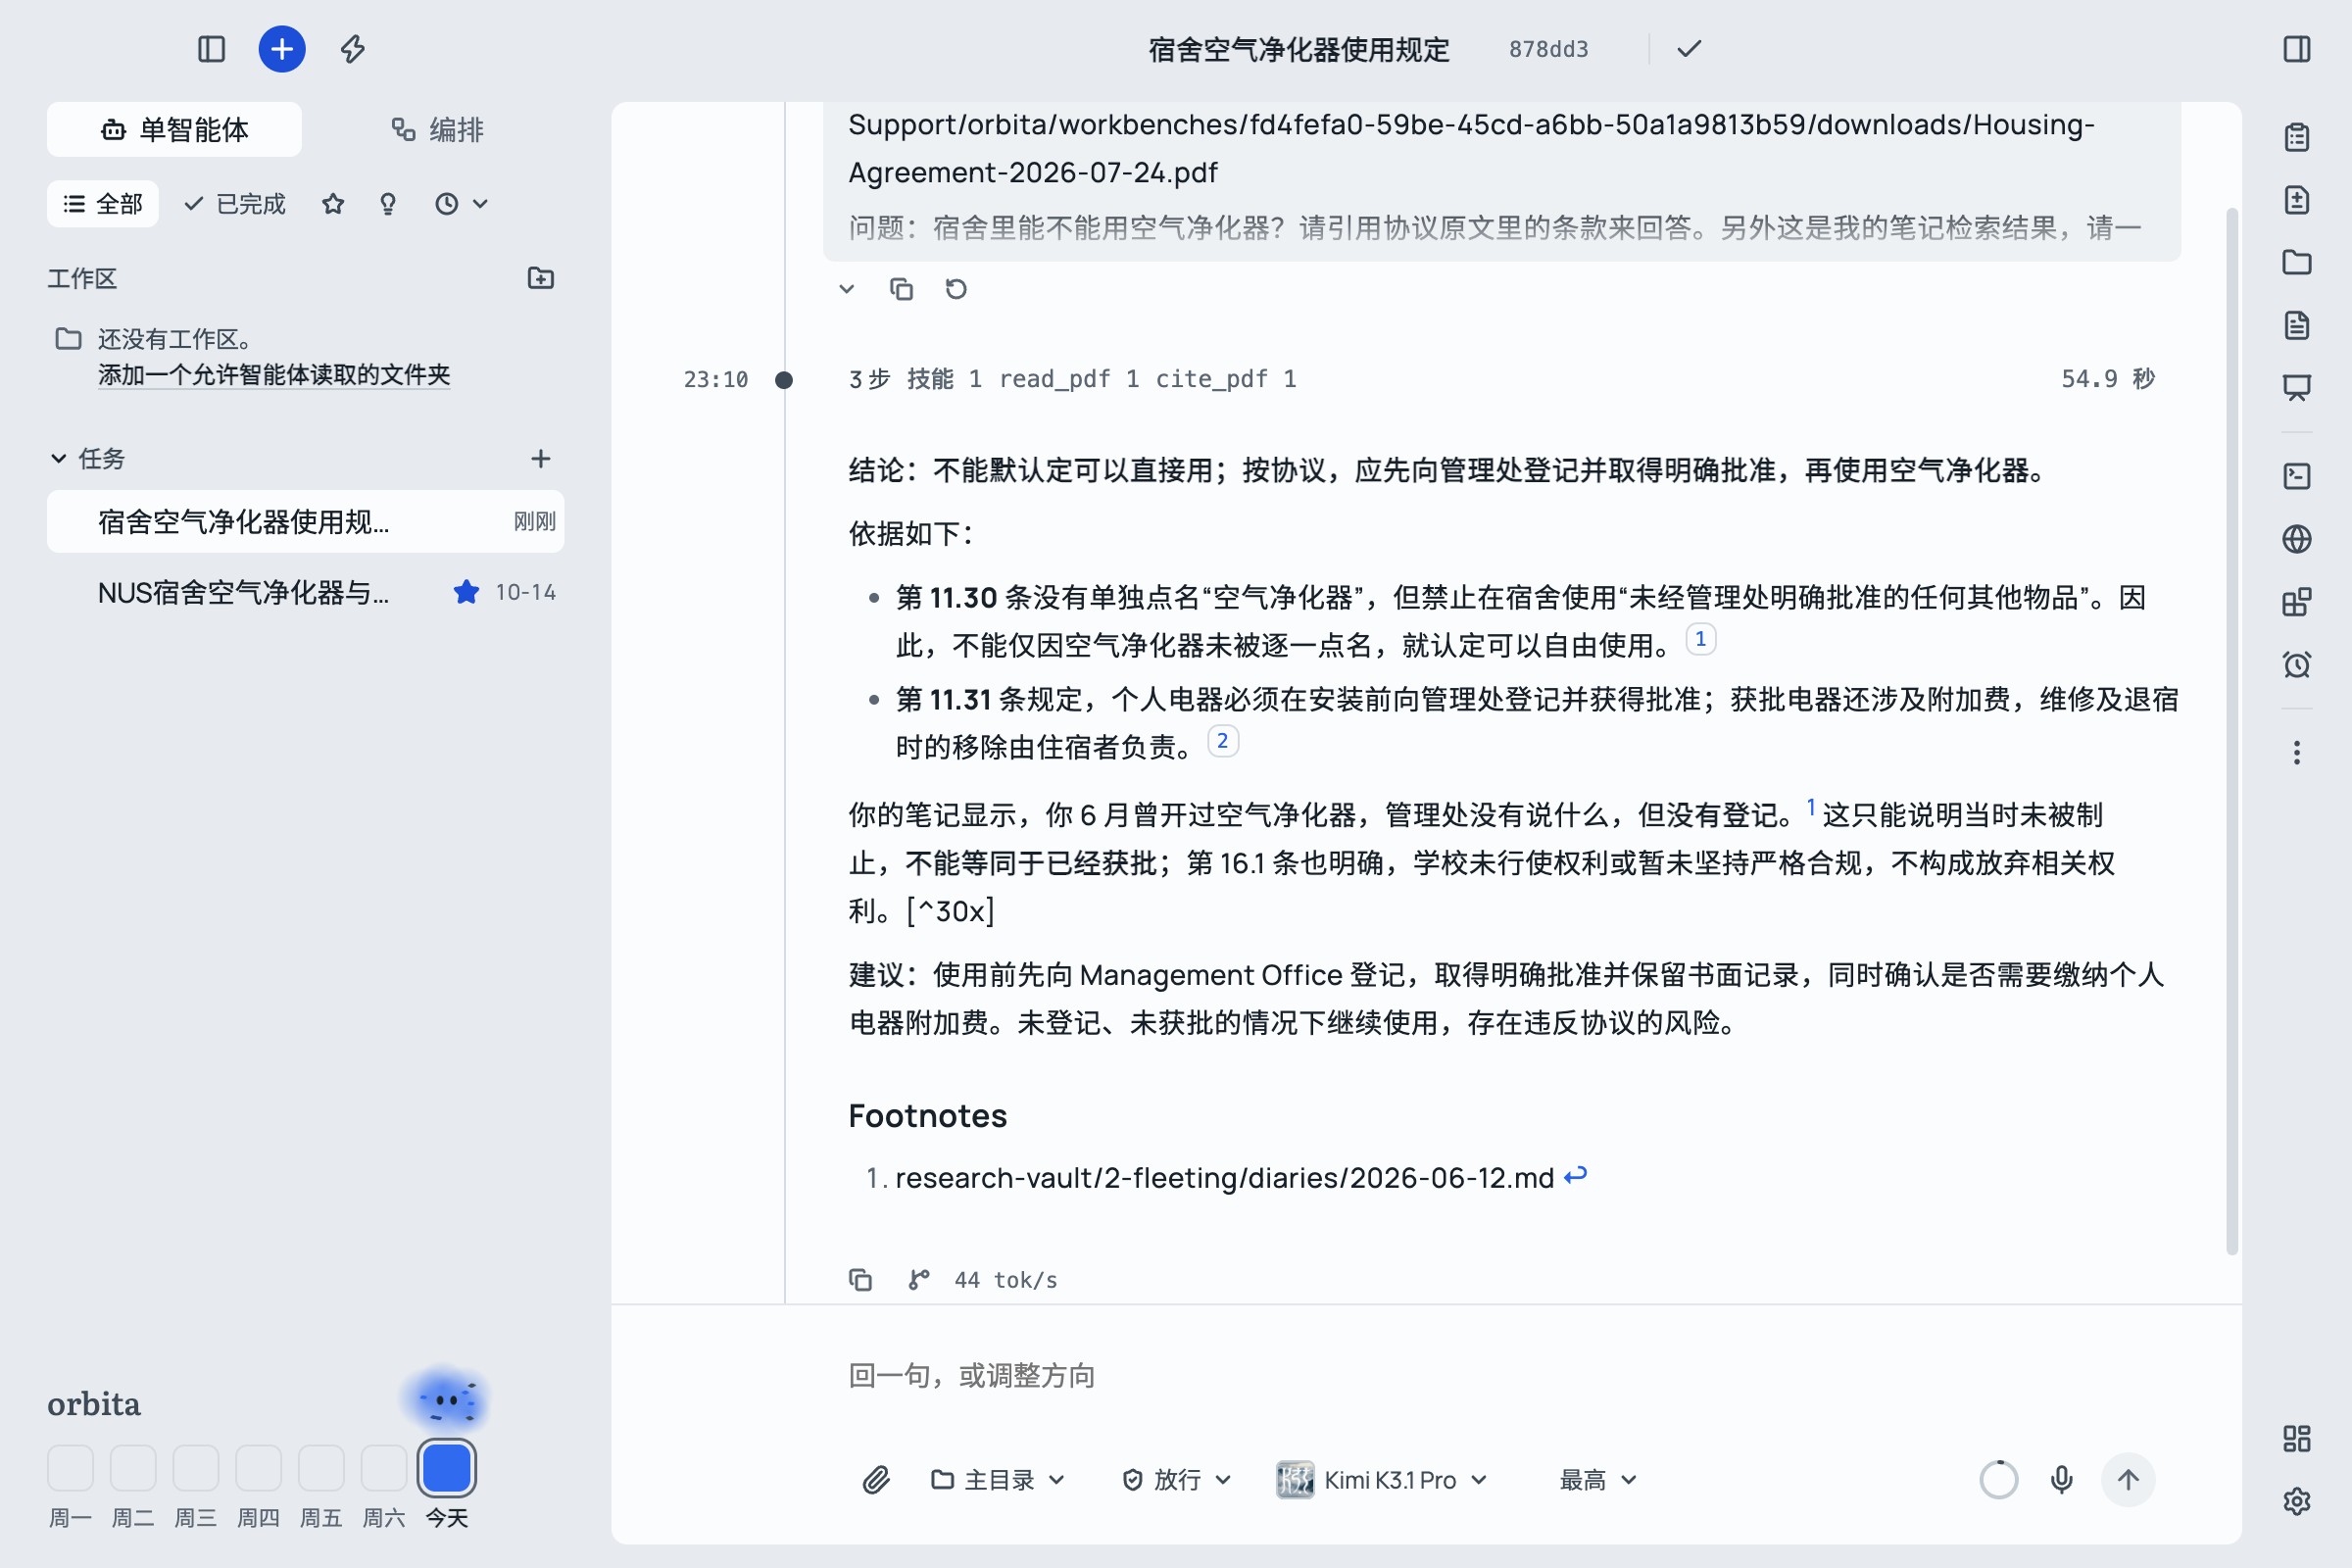 宿舍空气净化器使用规定 878dd3
单智能体 编排
全部 已完成
工作区
还没有工作区。
添加一个允许智能体读取的文件夹
任务
宿舍空气净化器使用规... 刚刚
NUS宿舍空气净化器与... 10-14
Support/orbita/workbenches/fd4fefa0-59be-45cd-a6bb-50a1a9813b59/downloads/Housing-
Agreement-2026-07-24.pdf
问题：宿舍里能不能用空气净化器？请引用协议原文里的条款来回答。另外这是我的笔记检索结果，请一
23:10 3 步 技能 1 read_pdf 1 cite_pdf 1 54.9 秒
结论：不能默认定可以直接用；按协议，应先向管理处登记并取得明确批准，再使用空气净化器。
依据如下：
• 第 11.30 条没有单独点名“空气净化器”，但禁止在宿舍使用“未经管理处明确批准的任何其他物品”。因
此，不能仅因空气净化器未被逐一点名，就认定可以自由使用。 1
• 第 11.31 条规定，个人电器必须在安装前向管理处登记并获得批准；获批电器还涉及附加费，维修及退宿
时的移除由住宿者负责。 2
你的笔记显示，你 6 月曾开过空气净化器，管理处没有说什么，但没有登记。1 这只能说明当时未被制
止，不能等同于已经获批；第 16.1 条也明确，学校未行使权利或暂未坚持严格合规，不构成放弃相关权
利。[^30x]
建议：使用前先向 Management Office 登记，取得明确批准并保留书面记录，同时确认是否需要缴纳个人
电器附加费。未登记、未获批的情况下继续使用，存在违反协议的风险。
Footnotes
1. research-vault/2-fleeting/diaries/2026-06-12.md
44 tok/s
回一句，或调整方向
主目录 放行 Kimi K3.1 Pro 最高
orbita
周一 周二 周三 周四 周五 周六 今天